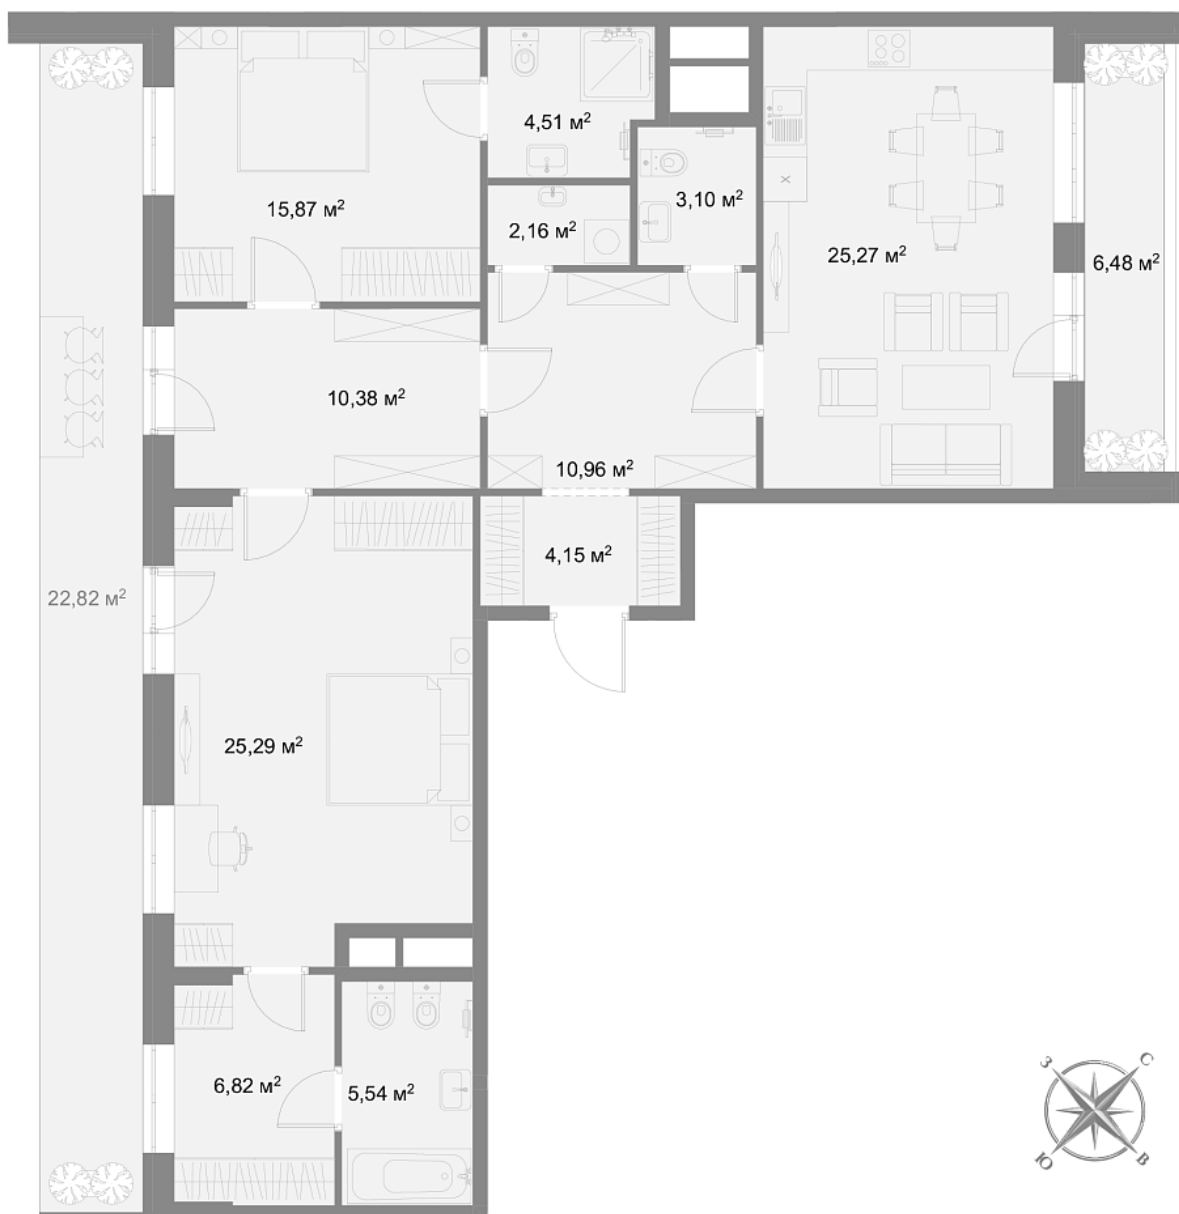 4,51 м²
15,87 м²
3,10 м²
2,16 м²
25,27 м²
6,48 м²
10,38 м²
10,96 м²
4,15 м²
22,82 м²
25,29 м²
6,82 м²
5,54 м²
З
С
Ю
В